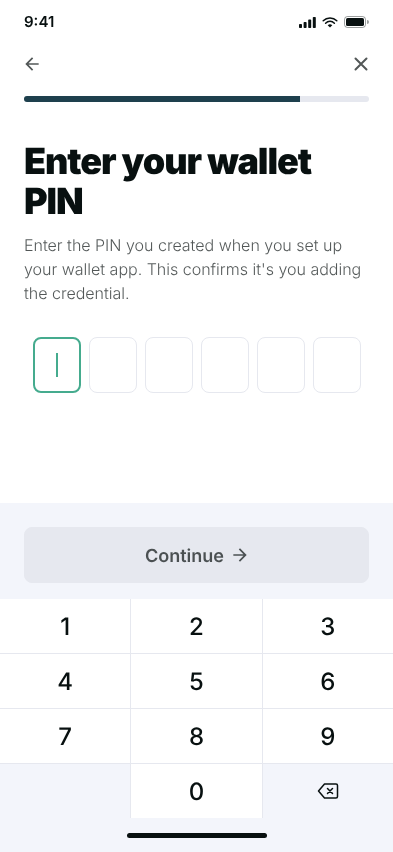 9:41
Enter your wallet
PIN
Enter the PIN you created when you set up
your wallet app. This confirms it's you adding
the credential.
Continue
1 2 3
4 5 6
7 8 9
0